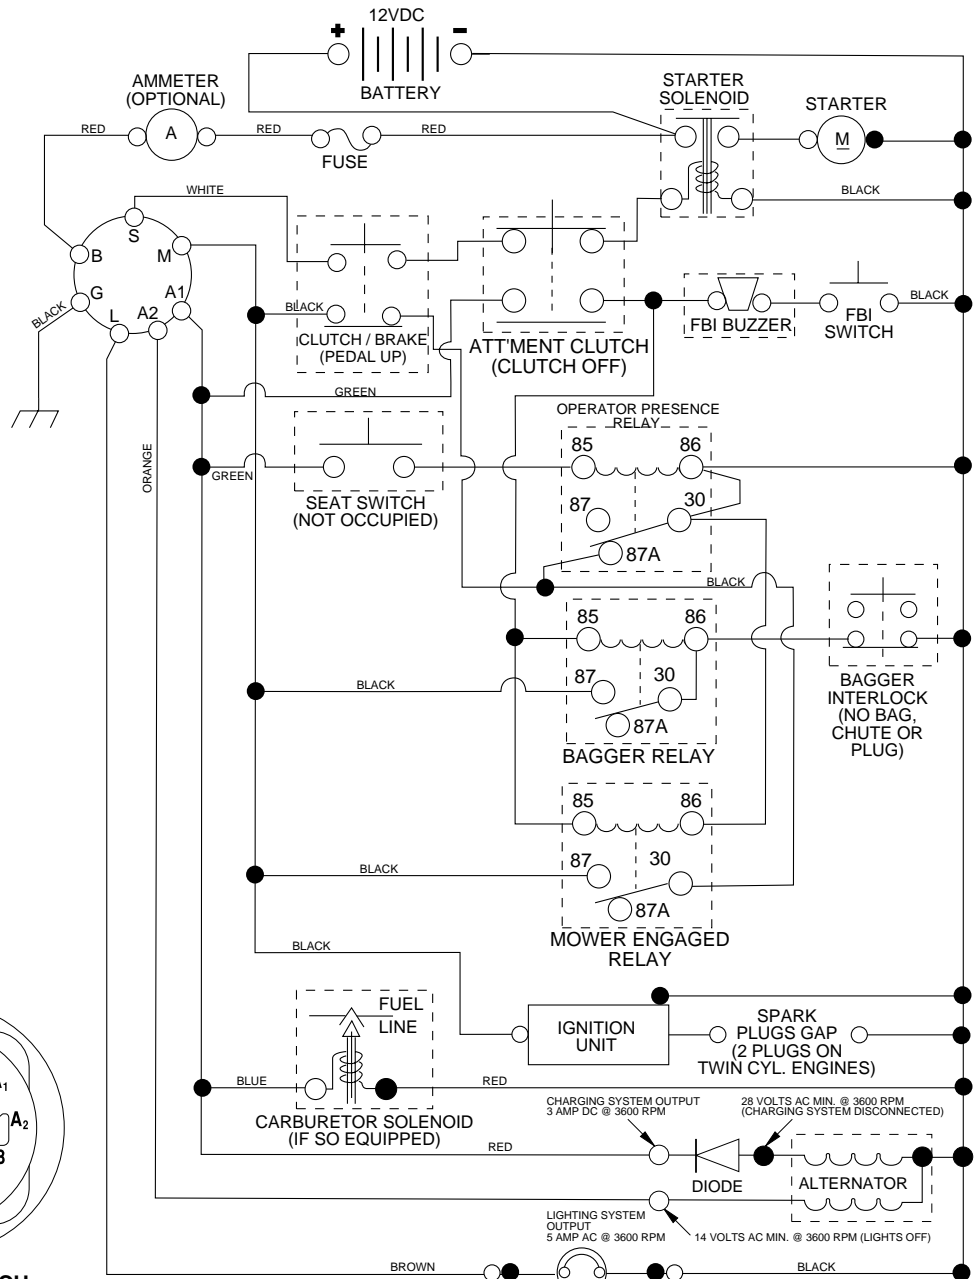 12VDC
+
-
BATTERY
AMMETER
(OPTIONAL)
STARTER
SOLENOID
STARTER
RED
A
RED
RED
FUSE
M
WHITE
BLACK
S
B
M
G
A1
L
A2
BLACK
BLACK
CLUTCH / BRAKE
(PEDAL UP)
ATT'MENT CLUTCH
(CLUTCH OFF)
FBI BUZZER
FBI
SWITCH
BLACK
GREEN
OPERATOR PRESENCE
RELAY
85
86
ORANGE
GREEN
SEAT SWITCH
(NOT OCCUPIED)
87
30
87A
BLACK
85
86
87
30
87A
BLACK
BAGGER RELAY
BAGGER
INTERLOCK
(NO BAG,
CHUTE OR
PLUG)
85
86
87
30
87A
BLACK
MOWER ENGAGED
RELAY
BLACK
FUEL
LINE
IGNITION
UNIT
SPARK
PLUGS GAP
(2 PLUGS ON
TWIN CYL. ENGINES)
BLUE
RED
CARBURETOR SOLENOID
(IF SO EQUIPPED)
CHARGING SYSTEM OUTPUT
3 AMP DC @ 3600 RPM
28 VOLTS AC MIN. @ 3600 RPM
(CHARGING SYSTEM DISCONNECTED)
RED
DIODE
ALTERNATOR
LIGHTING SYSTEM
OUTPUT
5 AMP AC @ 3600 RPM
14 VOLTS AC MIN. @ 3600 RPM (LIGHTS OFF)
BROWN
BLACK
A2